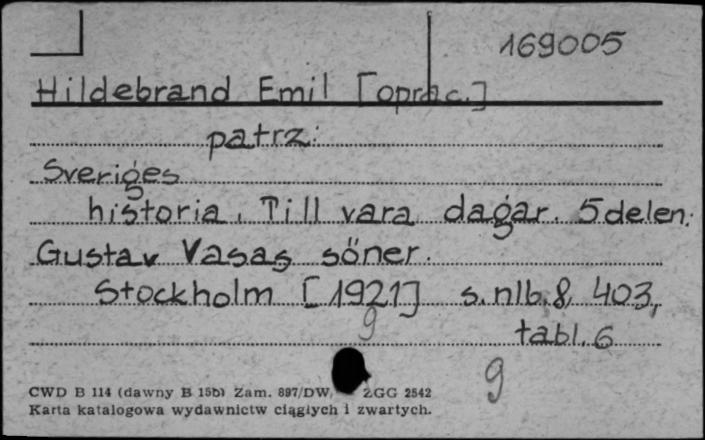 169005
Hildebrand Emil [oprac.]
patrz:
Sveriges
historia. Till vara dagar. 5 delen:
Gustav Vasas söner.
Stockholm [1921] s. nlb. 8, 403,
9 tabl. 6
9
CWD B 114 (dawny B 15b) Zam. 897/DW, ZGG 2542
Karta katalogowa wydawnictw ciągłych i zwartych.